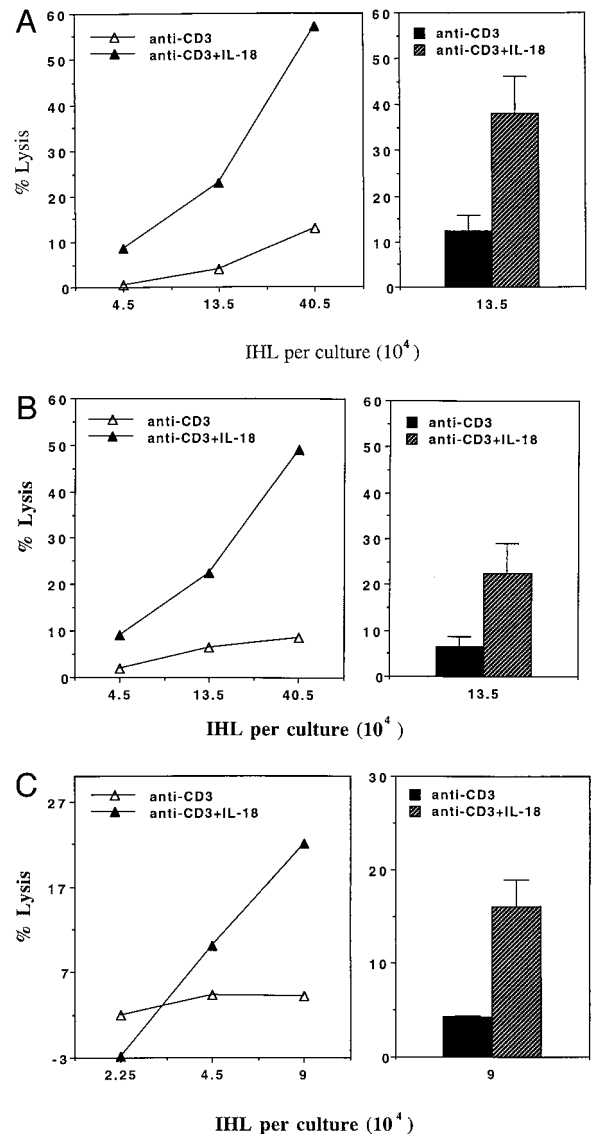 A
anti-CD3
anti-CD3+IL-18
% Lysis
60
50
40
30
20
10
0
4.5
13.5
40.5
anti-CD3
anti-CD3+IL-18
60
50
40
30
20
10
0
13.5
IHL per culture (10⁴)
B
anti-CD3
anti-CD3+IL-18
% Lysis
60
50
40
30
20
10
0
4.5
13.5
40.5
anti-CD3
anti-CD3+IL-18
60
50
40
30
20
10
0
13.5
IHL per culture (10⁴)
C
anti-CD3
anti-CD3+IL-18
% Lysis
27
17
7
-3
2.25
4.5
9
anti-CD3
anti-CD3+IL-18
30
20
10
0
9
IHL per culture (10⁴)